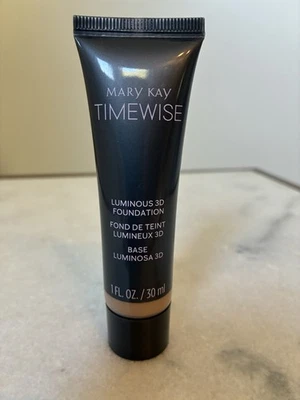 MARY KAY
TIMEWISE
LUMINOUS 3D
FOUNDATION
FOND DE TEINT
LUMINEUX 3D
BASE
LUMINOSA 3D
1 FL. OZ. / 30 ml